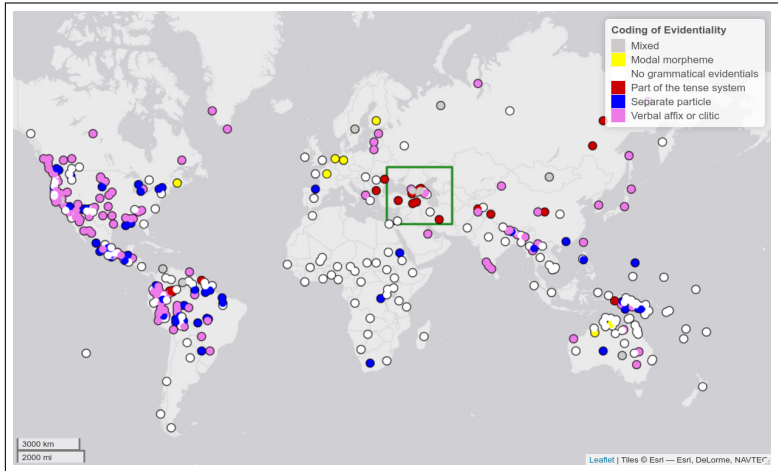 Coding of Evidentiality
Mixed
Modal morpheme
No grammatical evidentials
Part of the tense system
Separate particle
Verbal affix or clitic
3000 km
2000 mi
Leaflet | Tiles © Esri — Esri, DeLorme, NAVTEQ